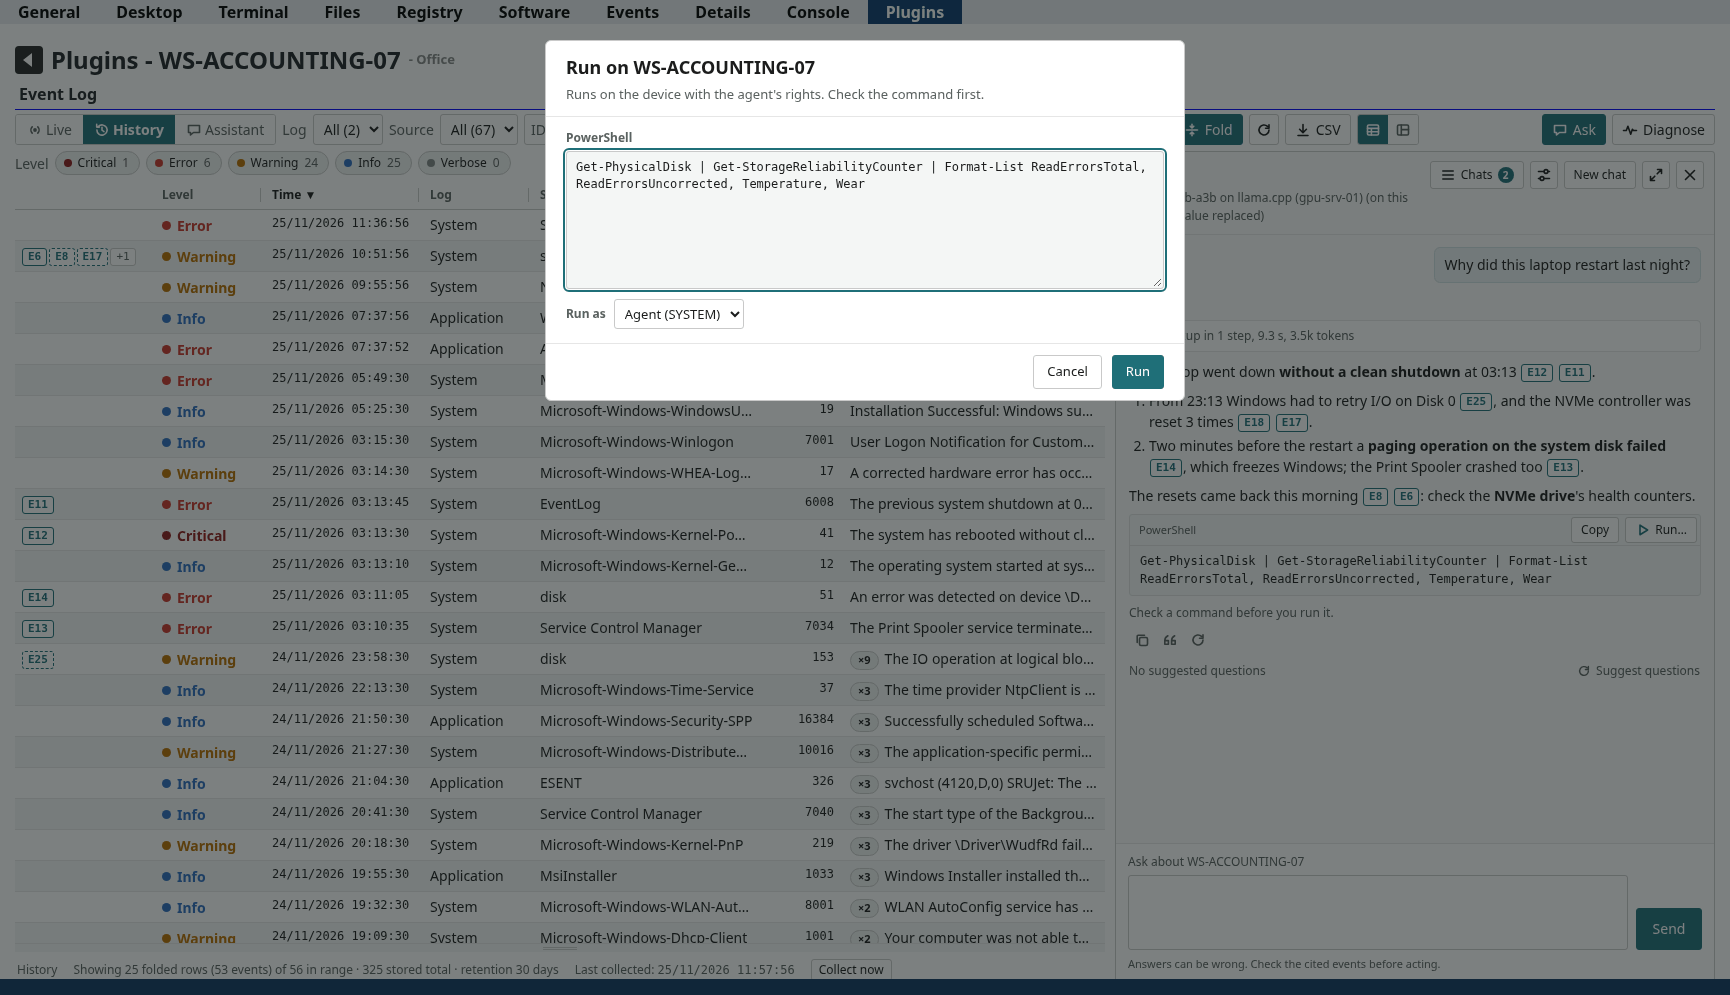 General Desktop Terminal Files Registry Software Events Details Console Plugins
Plugins - WS-ACCOUNTING-07 - Office
Event Log
Live History Assistant Log All (2) Source All (67) ID Fold CSV Ask Diagnose
Level Critical 1 Error 6 Warning 24 Info 25 Verbose 0
Level Time ▼ Log S
Error 25/11/2026 11:36:56 System S
E6 E8 E17 +1 Warning 25/11/2026 10:51:56 System s
Warning 25/11/2026 09:55:56 System N
Info 25/11/2026 07:37:56 Application W
Error 25/11/2026 07:37:52 Application A
Error 25/11/2026 05:49:30 System M
Info 25/11/2026 05:25:30 System Microsoft-Windows-WindowsU... 19 Installation Successful: Windows su...
Info 25/11/2026 03:15:30 System Microsoft-Windows-Winlogon 7001 User Logon Notification for Custom...
Warning 25/11/2026 03:14:30 System Microsoft-Windows-WHEA-Log... 17 A corrected hardware error has occ...
E11 Error 25/11/2026 03:13:45 System EventLog 6008 The previous system shutdown at 0...
E12 Critical 25/11/2026 03:13:30 System Microsoft-Windows-Kernel-Po... 41 The system has rebooted without cl...
Info 25/11/2026 03:13:10 System Microsoft-Windows-Kernel-Ge... 12 The operating system started at sys...
E14 Error 25/11/2026 03:11:05 System disk 51 An error was detected on device \D...
E13 Error 25/11/2026 03:10:35 System Service Control Manager 7034 The Print Spooler service terminate...
E25 Warning 24/11/2026 23:58:30 System disk 153 ×9 The IO operation at logical blo...
Info 24/11/2026 22:13:30 System Microsoft-Windows-Time-Service 37 ×3 The time provider NtpClient is ...
Info 24/11/2026 21:50:30 Application Microsoft-Windows-Security-SPP 16384 ×3 Successfully scheduled Softwa...
Warning 24/11/2026 21:27:30 System Microsoft-Windows-Distribute... 10016 ×3 The application-specific permi...
Info 24/11/2026 21:04:30 Application ESENT 326 ×3 svchost (4120,D,0) SRUJet: The ...
Info 24/11/2026 20:41:30 System Service Control Manager 7040 ×3 The start type of the Backgrou...
Warning 24/11/2026 20:18:30 System Microsoft-Windows-Kernel-PnP 219 ×3 The driver \Driver\WudfRd fail...
Info 24/11/2026 19:55:30 Application MsiInstaller 1033 ×3 Windows Installer installed th...
Info 24/11/2026 19:32:30 System Microsoft-Windows-WLAN-Aut... 8001 ×2 WLAN AutoConfig service has ...
Warning 24/11/2026 19:09:30 System Microsoft-Windows-Dhcp-Client 1001 ×2 Your computer was not able t...
History Showing 25 folded rows (53 events) of 56 in range · 325 stored total · retention 30 days Last collected: 25/11/2026 11:57:56 Collect now
Run on WS-ACCOUNTING-07
Runs on the device with the agent's rights. Check the command first.
PowerShell
Get-PhysicalDisk | Get-StorageReliabilityCounter | Format-List ReadErrorsTotal,
ReadErrorsUncorrected, Temperature, Wear
Run as Agent (SYSTEM)
Cancel Run
Chats 2 New chat
b-a3b on llama.cpp (gpu-srv-01) (on this
alue replaced)
Why did this laptop restart last night?
up in 1 step, 9.3 s, 3.5k tokens
op went down without a clean shutdown at 03:13 E12 E11.
1. From 23:13 Windows had to retry I/O on Disk 0 E25, and the NVMe controller was
reset 3 times E18 E17.
2. Two minutes before the restart a paging operation on the system disk failed
E14, which freezes Windows; the Print Spooler crashed too E13.
The resets came back this morning E8 E6: check the NVMe drive's health counters.
PowerShell Copy Run...
Get-PhysicalDisk | Get-StorageReliabilityCounter | Format-List
ReadErrorsTotal, ReadErrorsUncorrected, Temperature, Wear
Check a command before you run it.
No suggested questions Suggest questions
Ask about WS-ACCOUNTING-07
Send
Answers can be wrong. Check the cited events before acting.